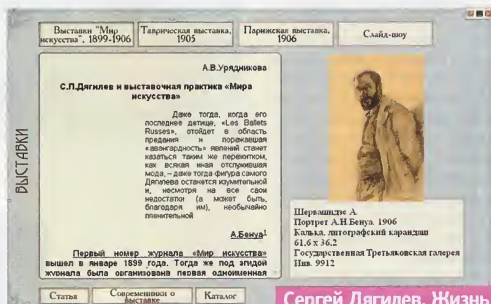 Выставки "Мир
искусства", 1899-1906
Таврическая выставка,
1905
Парижская выставка,
1906
Слайд-шоу
ВЫСТАВКИ
А.В.Урядникова
С.П.Дягилев и выставочная практика «Мира
искусства»
Даже тогда, когда его
последнее детище, «Les Ballets
Russes», отойдет в область
предания и поражавшая
«авангардность» явлений станет
казаться таким же пережитком,
как всякая иная отслужившая
мода, – даже тогда фигура самого
Дягилева останется изумительной
и, несмотря на все свои
недостатки (а может быть,
благодаря им), необычайно
пленительной
А.Бенуа1
Первый номер журнала «Мир искусства»
вышел в январе 1899 года. Тогда же под эгидой
журнала была организована первая одноименная
Шервашидзе А.
Портрет А.Н.Бенуа. 1906
Калька, литографский карандаш
61,6 x 36,2
Государственная Третьяковская галерея
Инв. 9912
Статья
Современники о
выставке
Каталог
Сергей Дягилев. Жизнь